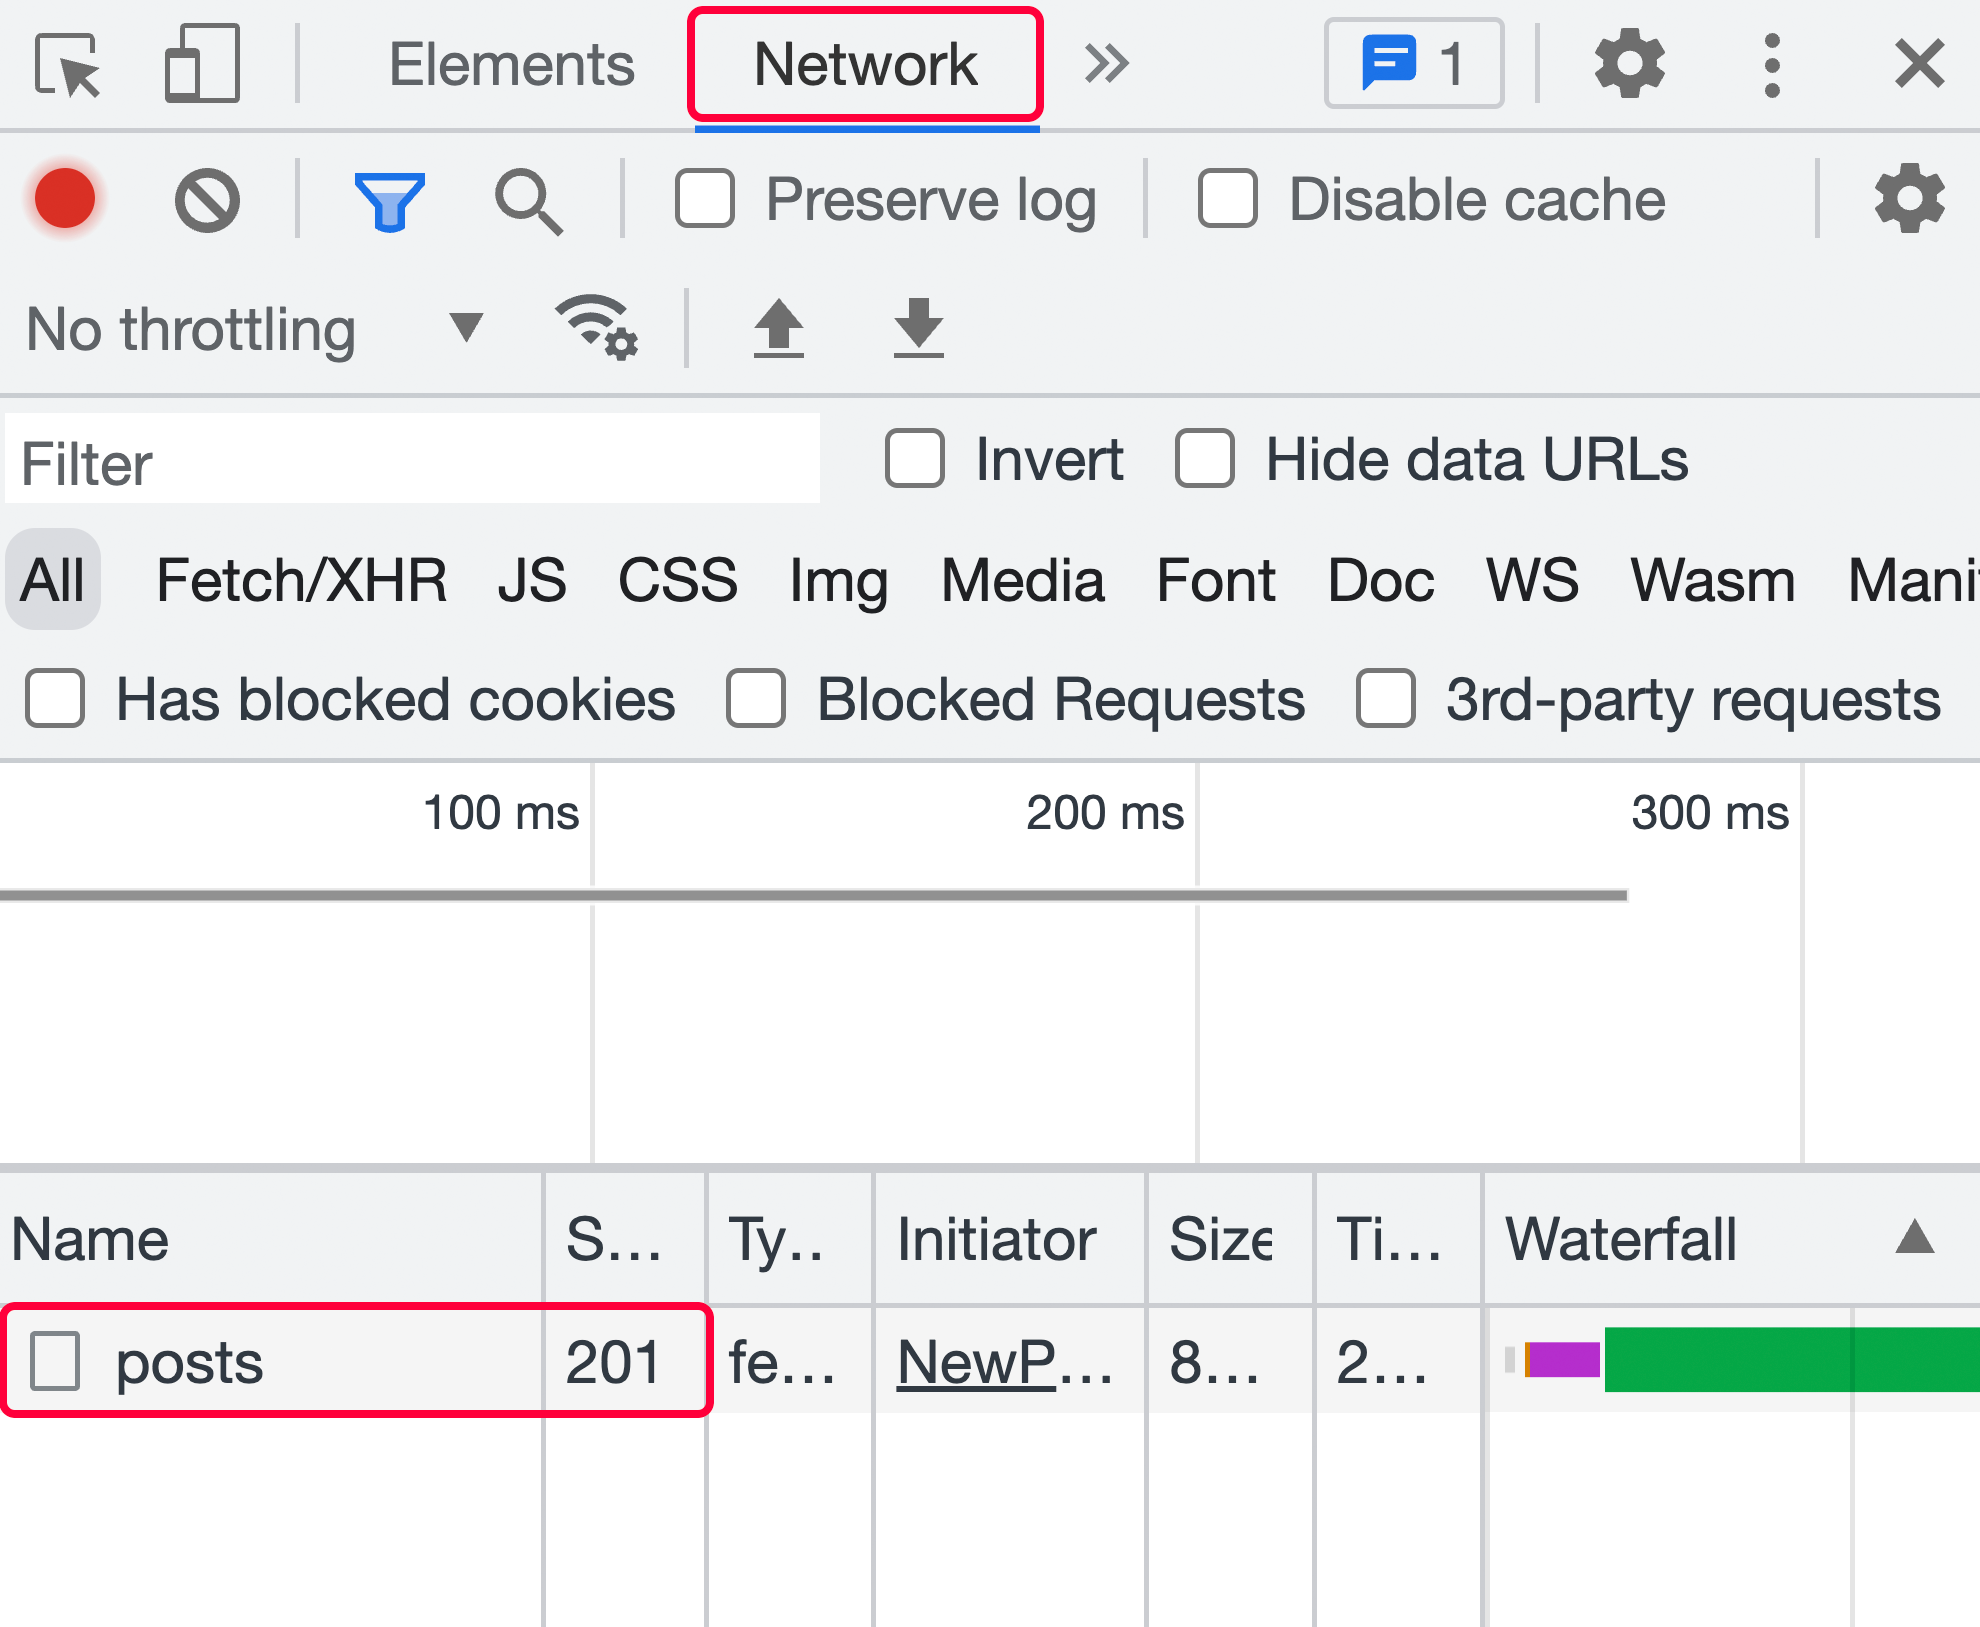 Elements Network 1
Preserve log Disable cache
No throttling
Filter Invert Hide data URLs
All Fetch/XHR JS CSS Img Media Font Doc WS Wasm Mani
Has blocked cookies Blocked Requests 3rd-party requests
100 ms 200 ms 300 ms
Name S... Ty.. Initiator Size Ti... Waterfall
posts 201 fe... NewP... 8... 2...